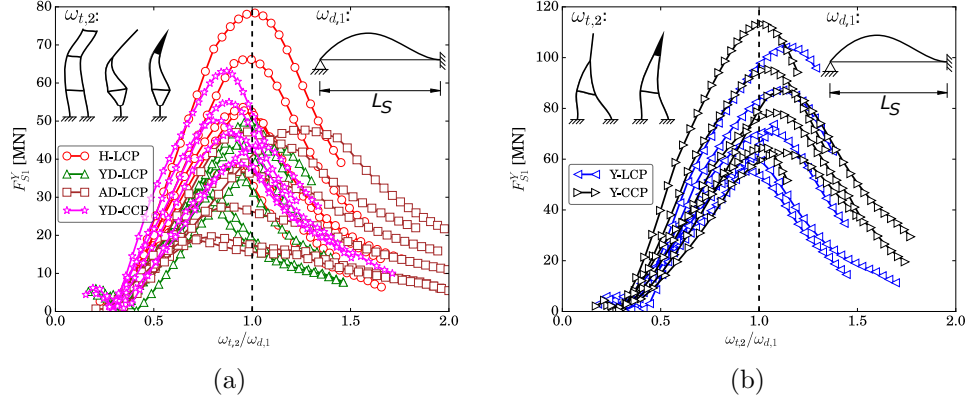 ω_{t,2}:
ω_{d,1}:
L_S
F^Y_{S1} [MN]
80
70
60
50
40
30
20
10
0
H-LCP
YD-LCP
AD-LCP
YD-CCP
0.0 0.5 1.0 1.5 2.0
ω_{t,2}/ω_{d,1}
(a)
ω_{t,2}:
ω_{d,1}:
L_S
F^Y_{S1} [MN]
120
100
80
60
40
20
0
Y-LCP
Y-CCP
0.0 0.5 1.0 1.5 2.0
ω_{t,2}/ω_{d,1}
(b)